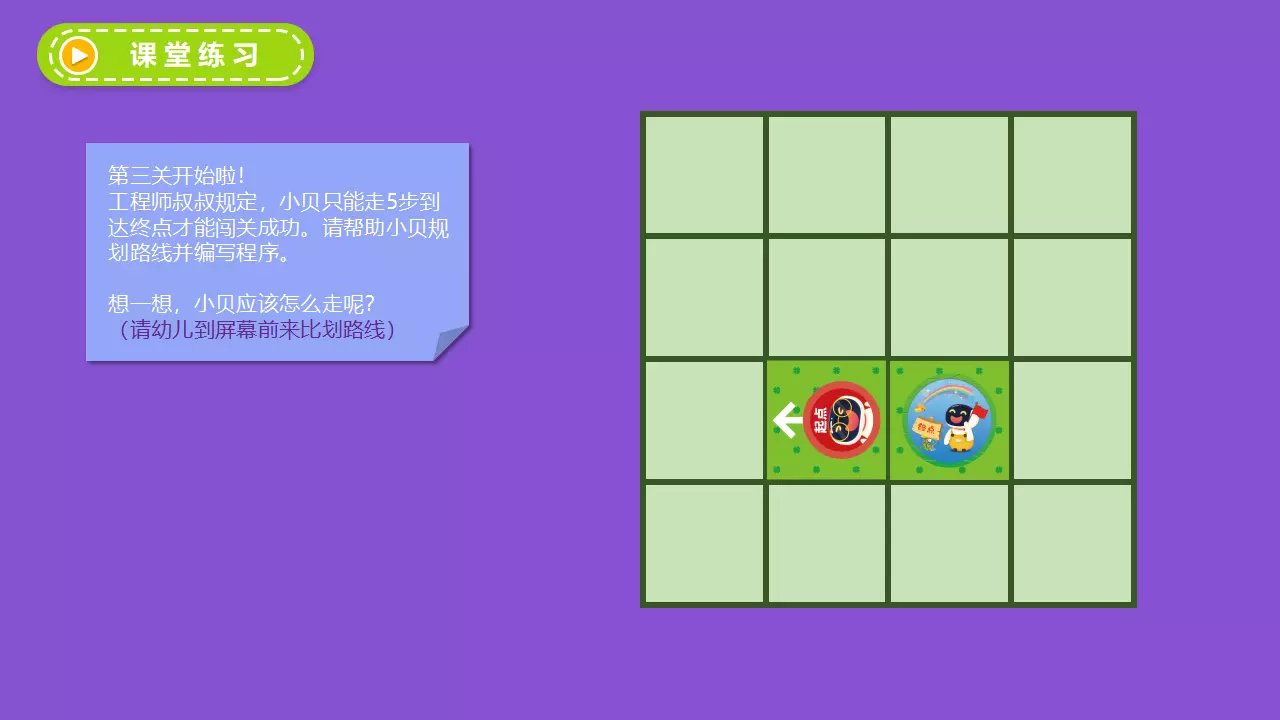 课堂练习
第三关开始啦！
工程师叔叔规定，小贝只能走5步到
达终点才能闯关成功。请帮助小贝规
划路线并编写程序。
想一想，小贝应该怎么走呢？
（请幼儿到屏幕前来比划路线）
起点
终点